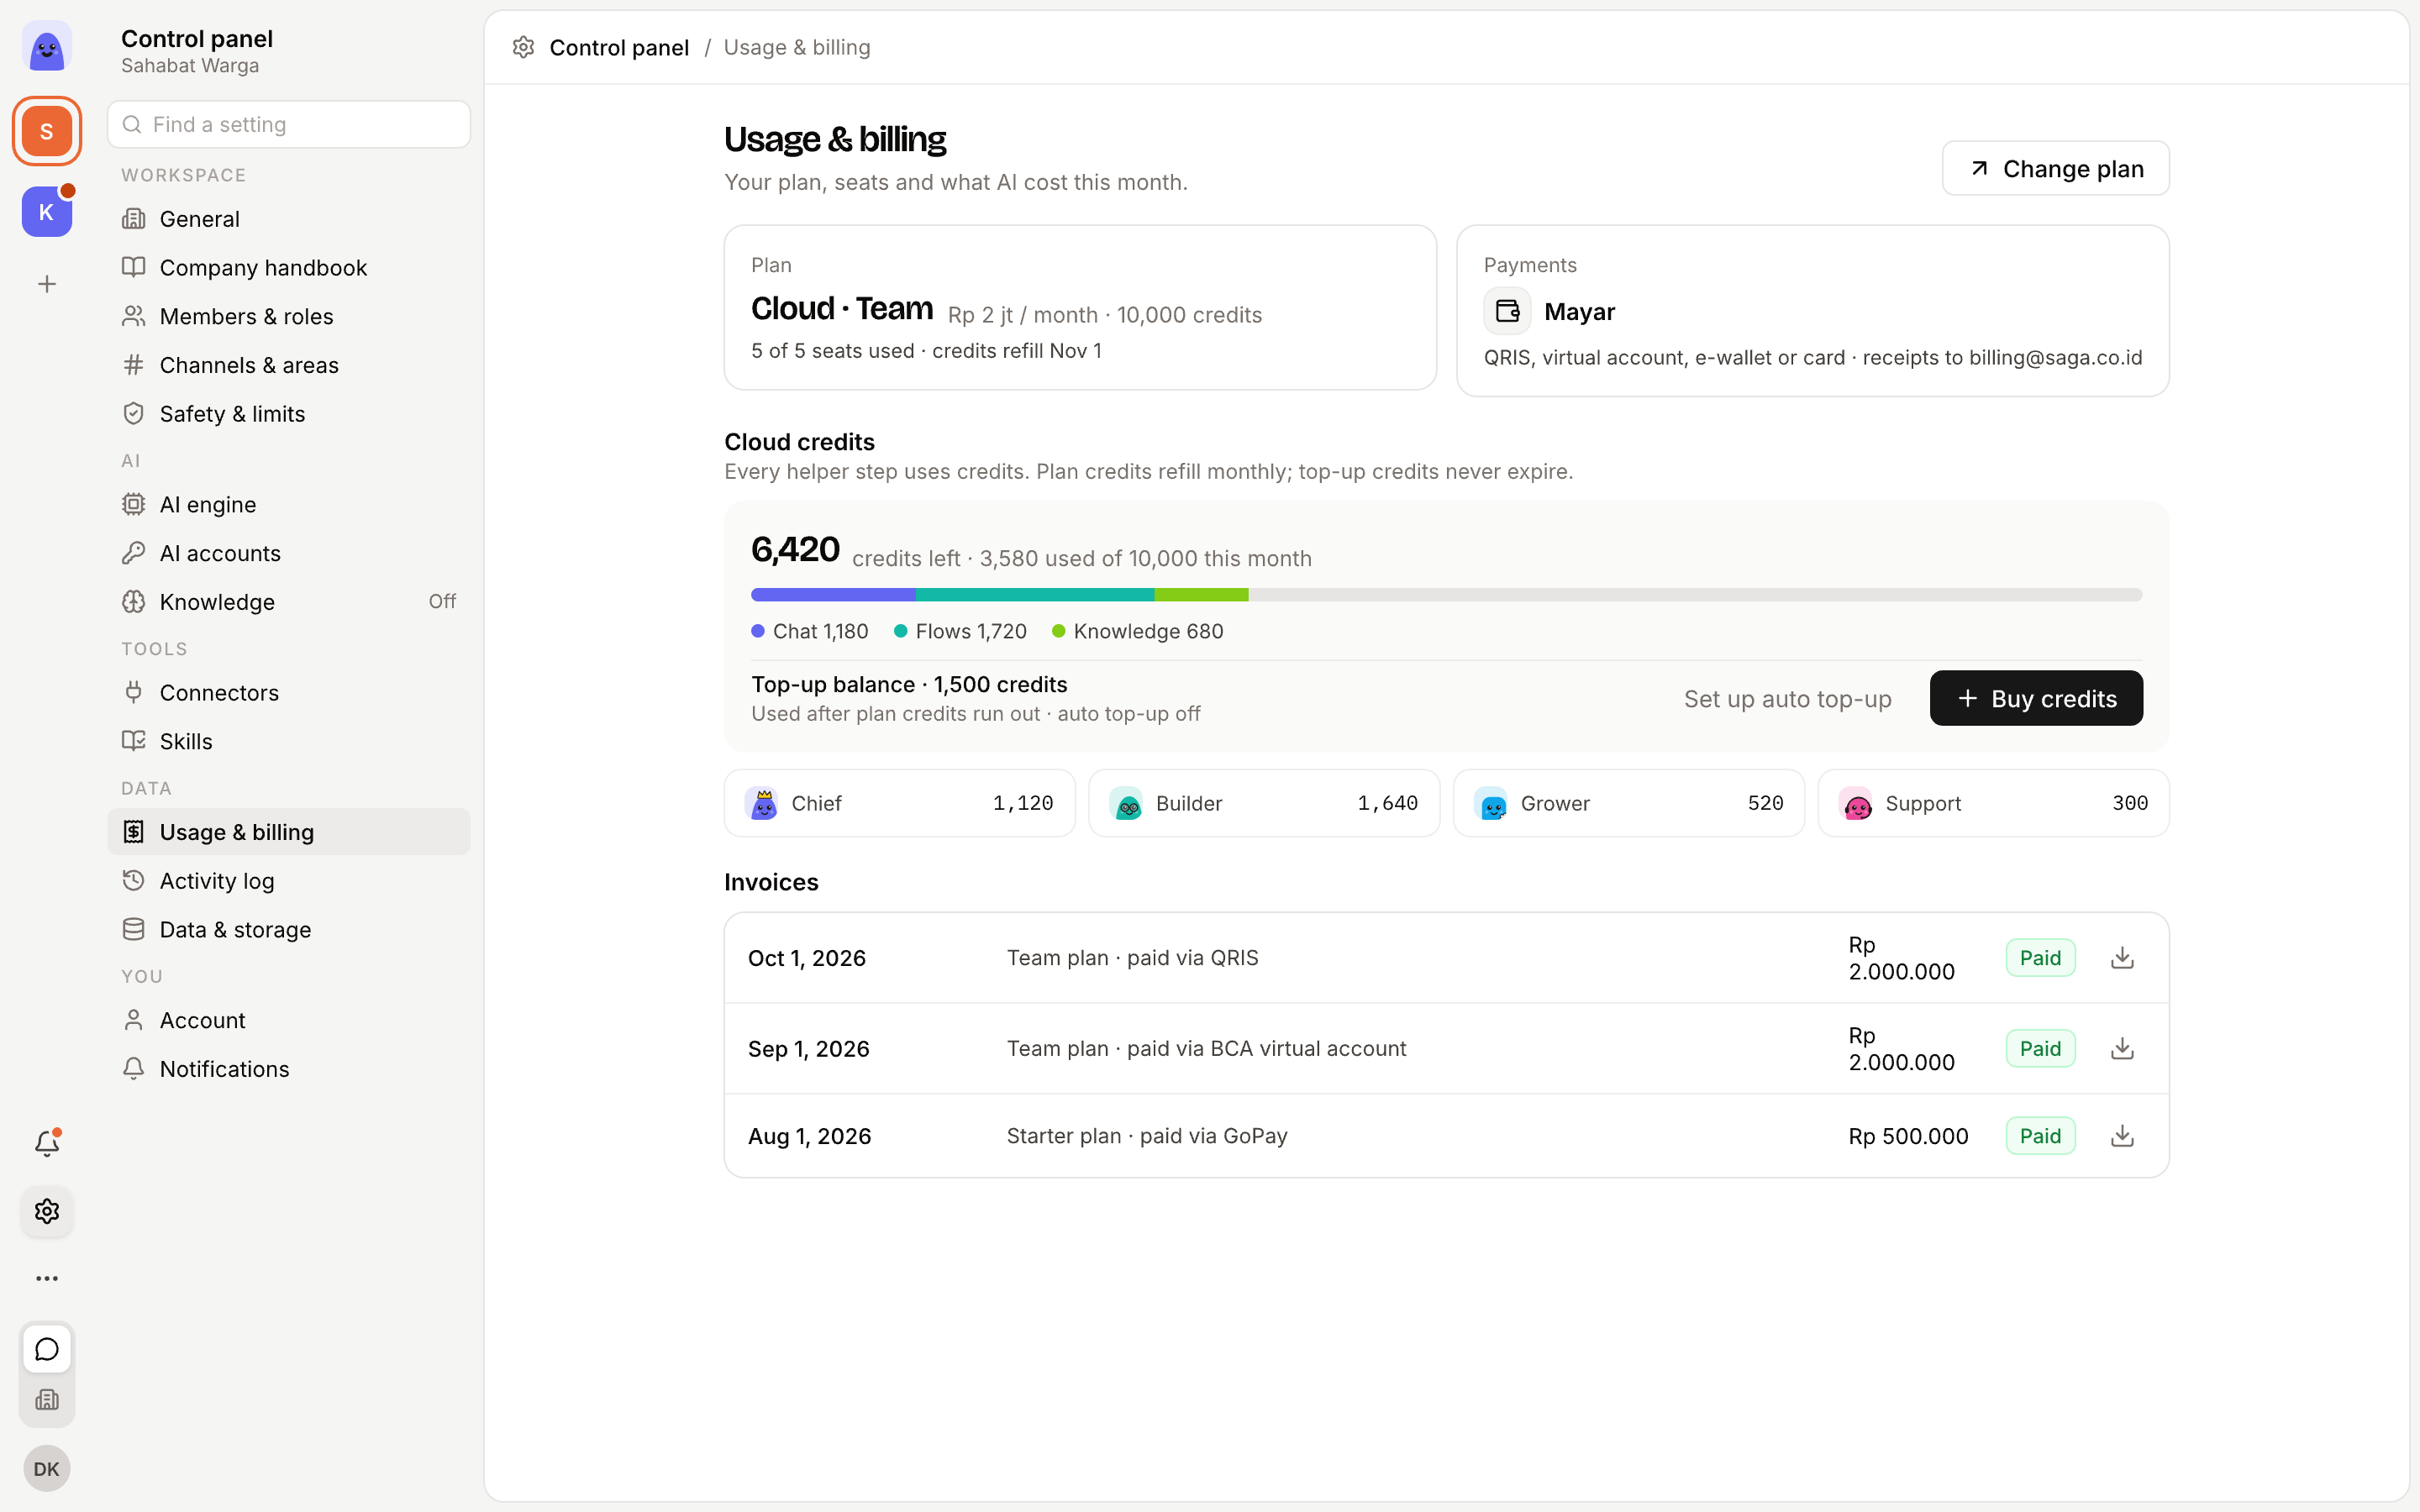 Control panel
Sahabat Warga
S
K
Find a setting
WORKSPACE
General
Company handbook
Members & roles
Channels & areas
Safety & limits
AI
AI engine
AI accounts
Knowledge Off
TOOLS
Connectors
Skills
DATA
Usage & billing
Activity log
Data & storage
YOU
Account
Notifications
DK
Control panel / Usage & billing
Usage & billing
Your plan, seats and what AI cost this month.
Change plan
Plan
Cloud · Team Rp 2 jt / month · 10,000 credits
5 of 5 seats used · credits refill Nov 1
Payments
Mayar
QRIS, virtual account, e-wallet or card · receipts to billing@saga.co.id
Cloud credits
Every helper step uses credits. Plan credits refill monthly; top-up credits never expire.
6,420 credits left · 3,580 used of 10,000 this month
Chat 1,180 Flows 1,720 Knowledge 680
Top-up balance · 1,500 credits
Used after plan credits run out · auto top-up off
Set up auto top-up
Buy credits
Chief 1,120
Builder 1,640
Grower 520
Support 300
Invoices
Oct 1, 2026 Team plan · paid via QRIS Rp
2.000.000 Paid
Sep 1, 2026 Team plan · paid via BCA virtual account Rp
2.000.000 Paid
Aug 1, 2026 Starter plan · paid via GoPay Rp 500.000 Paid